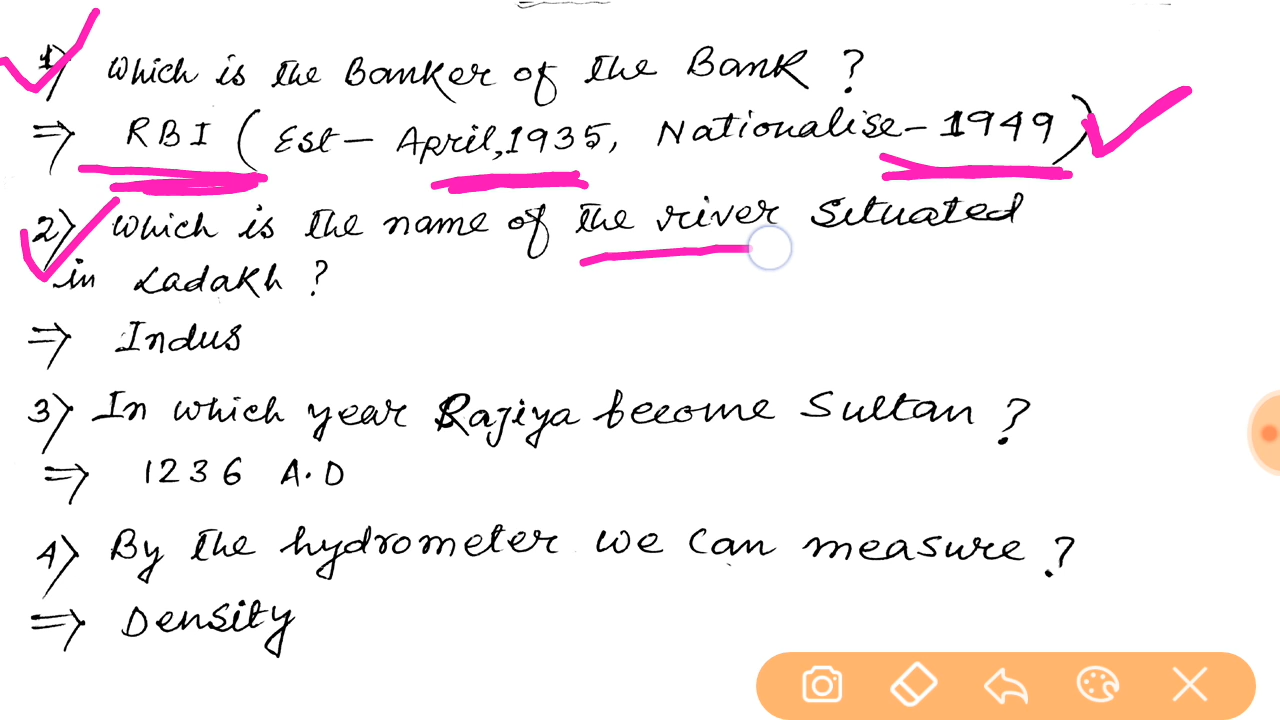 1) Which is the Banker of the Bank ?
⇒ RBI ( Est - April, 1935, Nationalise - 1949 )
2) Which is the name of the river situated
in Ladakh ?
⇒ Indus
3) In which year Rajiya become Sultan ?
⇒ 1236 A.D
4) By the hydrometer we can measure ?
⇒ Density